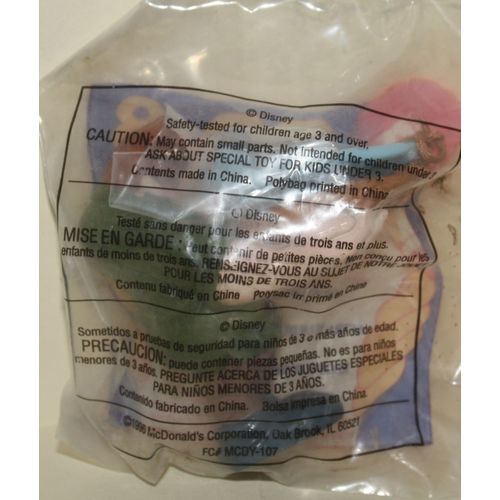 © Disney
Safety-tested for children age 3 and over.
CAUTION: May contain small parts. Not intended for children under 3.
ASK ABOUT SPECIAL TOY FOR KIDS UNDER 3.
Contents made in China. Polybag printed in China
© Disney
Testé sans danger pour les enfants de trois ans et plus.
MISE EN GARDE : Peut contenir de petites pièces. Non conçu pour les
enfants de moins de trois ans. RENSEIGNEZ-VOUS AU SUJET DE NOTRE JOUET
POUR LES MOINS DE TROIS ANS.
Contenu fabriqué en Chine Polysac imprimé en Chine
© Disney
Sometidos a pruebas de seguridad para niños de 3 o más años de edad.
PRECAUCION: puede contener piezas pequeñas. No es para niños
menores de 3 años. PREGUNTE ACERCA DE LOS JUGUETES ESPECIALES
PARA NIÑOS MENORES DE 3 AÑOS.
Contenido fabricado en China. Bolsa impresa en China.
©1996 McDonald's Corporation, Oak Brook, IL 60521
FC# MCDY-107